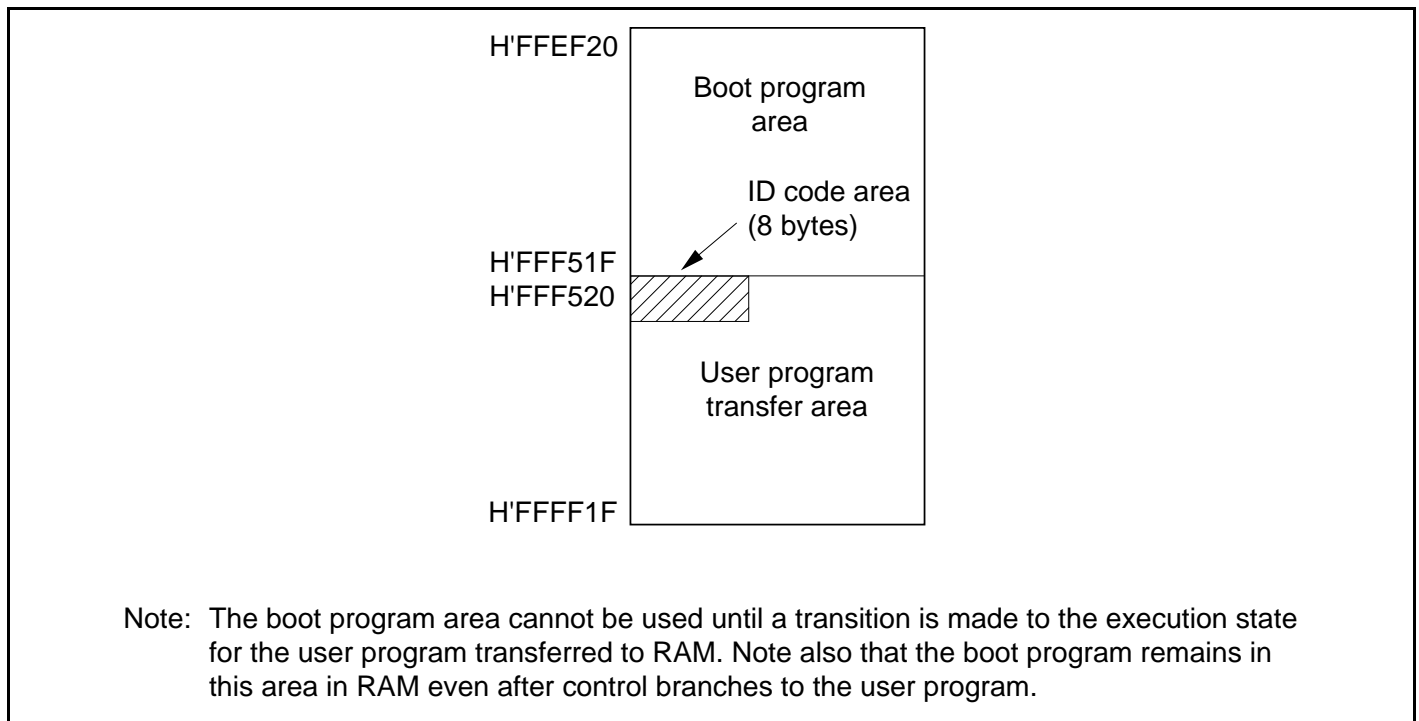 H'FFEF20
Boot program
area
ID code area
(8 bytes)
H'FFF51F
H'FFF520
User program
transfer area
H'FFFF1F
Note: The boot program area cannot be used until a transition is made to the execution state
for the user program transferred to RAM. Note also that the boot program remains in
this area in RAM even after control branches to the user program.